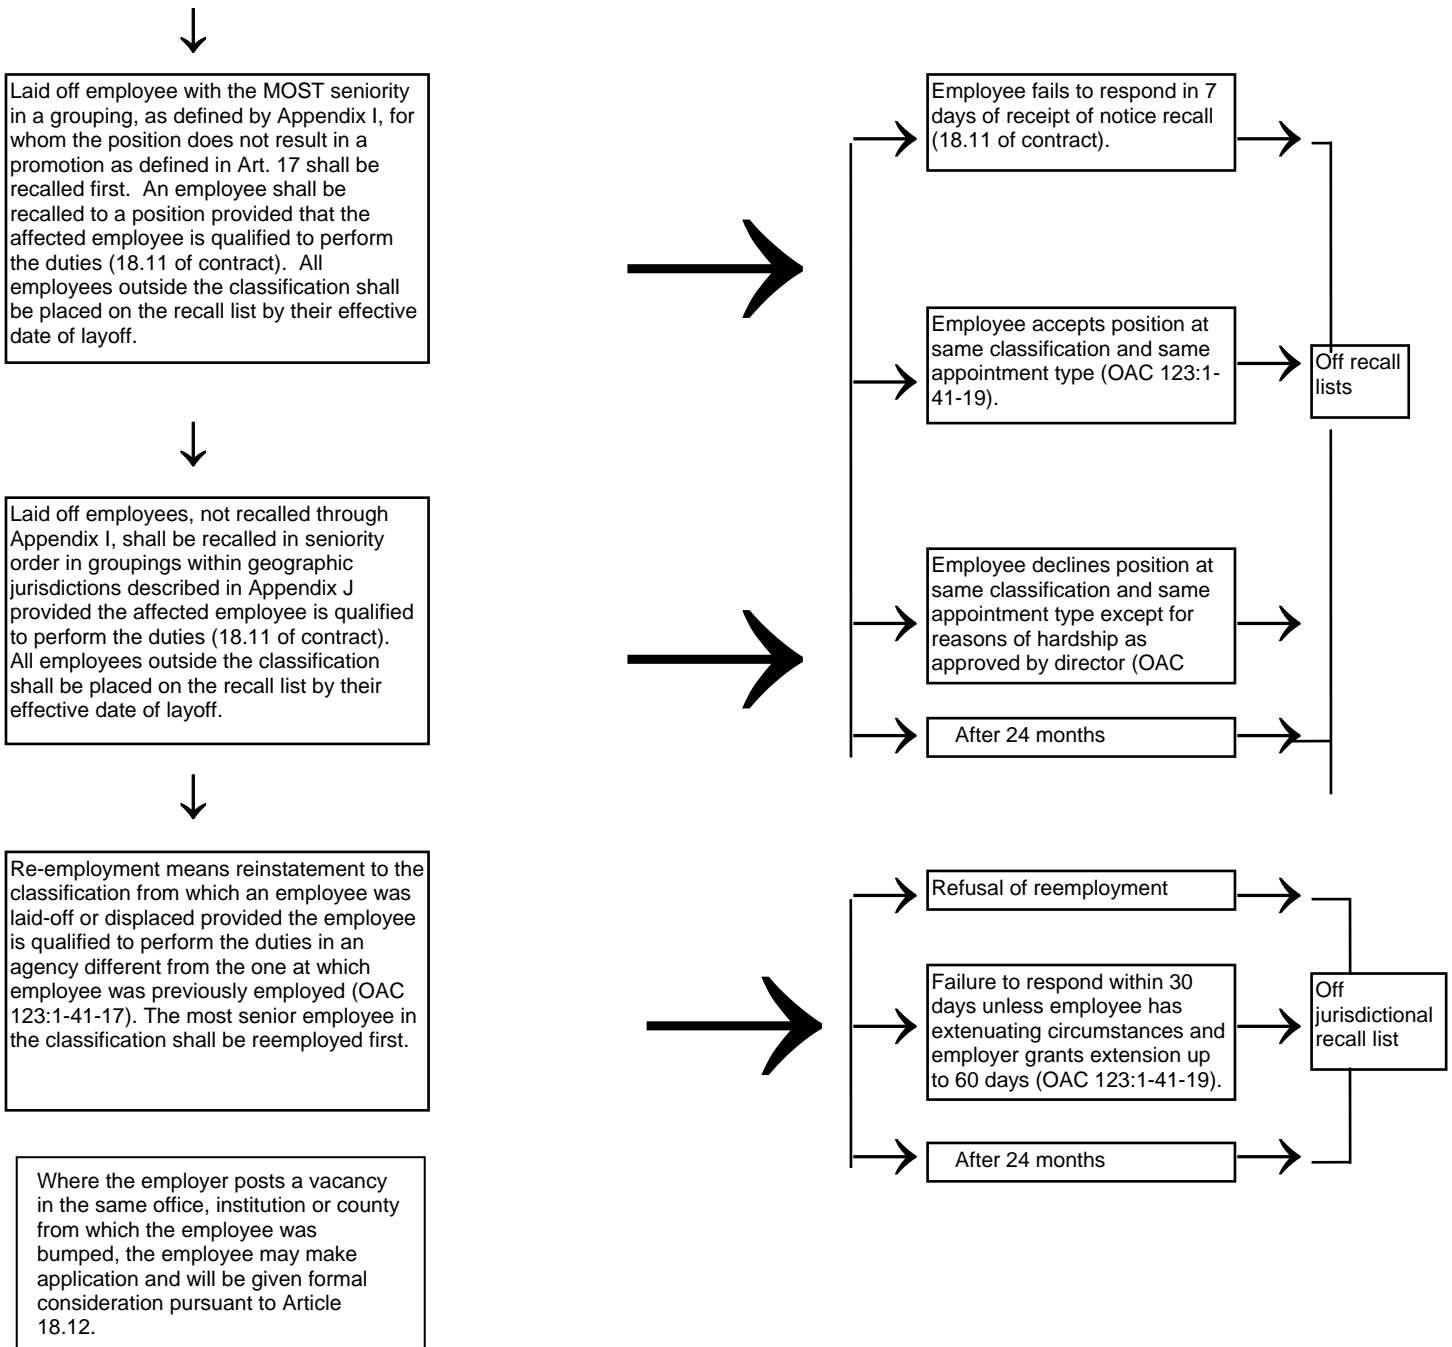 Laid off employee with the MOST seniority
in a grouping, as defined by Appendix I, for
whom the position does not result in a
promotion as defined in Art. 17 shall be
recalled first.  An employee shall be
recalled to a position provided that the
affected employee is qualified to perform
the duties (18.11 of contract).  All
employees outside the classification shall
be placed on the recall list by their effective
date of layoff.
Employee fails to respond in 7
days of receipt of notice recall
(18.11 of contract).
Employee accepts position at
same classification and same
appointment type (OAC 123:1-
41-19).
Off recall
lists
Laid off employees, not recalled through
Appendix I, shall be recalled in seniority
order in groupings within geographic
jurisdictions described in Appendix J
provided the affected employee is qualified
to perform the duties (18.11 of contract).
All employees outside the classification
shall be placed on the recall list by their
effective date of layoff.
Employee declines position at
same classification and same
appointment type except for
reasons of hardship as
approved by director (OAC
After 24 months
Re-employment means reinstatement to the
classification from which an employee was
laid-off or displaced provided the employee
is qualified to perform the duties in an
agency different from the one at which
employee was previously employed (OAC
123:1-41-17). The most senior employee in
the classification shall be reemployed first.
Refusal of reemployment
Failure to respond within 30
days unless employee has
extenuating circumstances and
employer grants extension up
to 60 days (OAC 123:1-41-19).
Off
jurisdictional
recall list
After 24 months
Where the employer posts a vacancy
in the same office, institution or county
from which the employee was
bumped, the employee may make
application and will be given formal
consideration pursuant to Article
18.12.